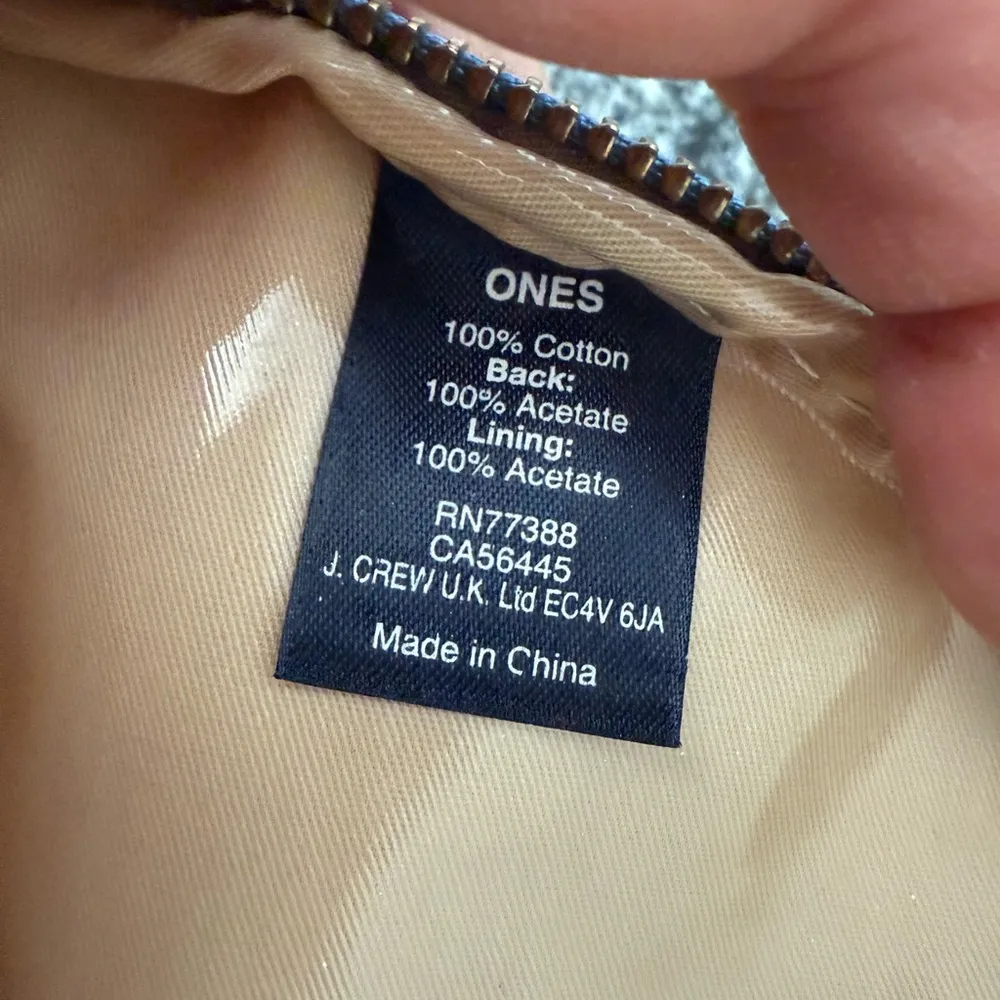 ONES
100% Cotton
Back:
100% Acetate
Lining:
100% Acetate
RN77388
CA56445
J. CREW U.K. Ltd EC4V 6JA
Made in China